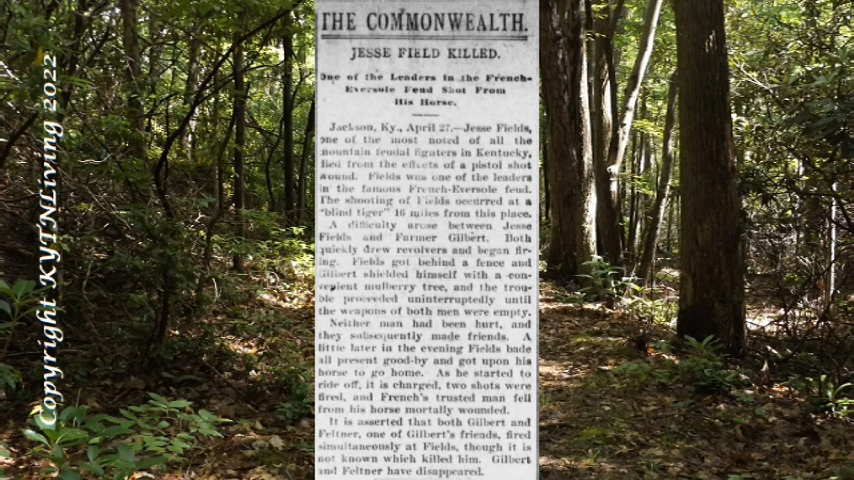 THE COMMONWEALTH.
JESSE FIELD KILLED.
One of the Leaders in the French-
Eversole Feud Shot From
His Horse.
Jackson, Ky., April 27.—Jesse Fields,
one of the most noted of all the
mountain feudal fighters in Kentucky,
died from the effects of a pistol shot
wound. Fields was one of the leaders
in the famous French-Eversole feud.
The shooting of Fields occurred at a
"blind tiger" 16 miles from this place.
A difficulty arose between Jesse
Fields and Farmer Gilbert. Both
quickly drew revolvers and began fir-
ing. Fields got behind a fence and
Gilbert shielded himself with a con-
venient mulberry tree, and the trou-
ble proceeded uninterruptedly until
the weapons of both men were empty.
Neither man had been hurt, and
they subsequently made friends. A
little later in the evening Fields bade
all present good-by and got upon his
horse to go home. As he started to
ride off, it is charged, two shots were
fired, and French's trusted man fell
from his horse mortally wounded.
It is asserted that both Gilbert and
Feltner, one of Gilbert's friends, fired
simultaneously at Fields, though it is
not known which killed him. Gilbert
and Feltner have disappeared.
Copyright KYTNLiving 2022